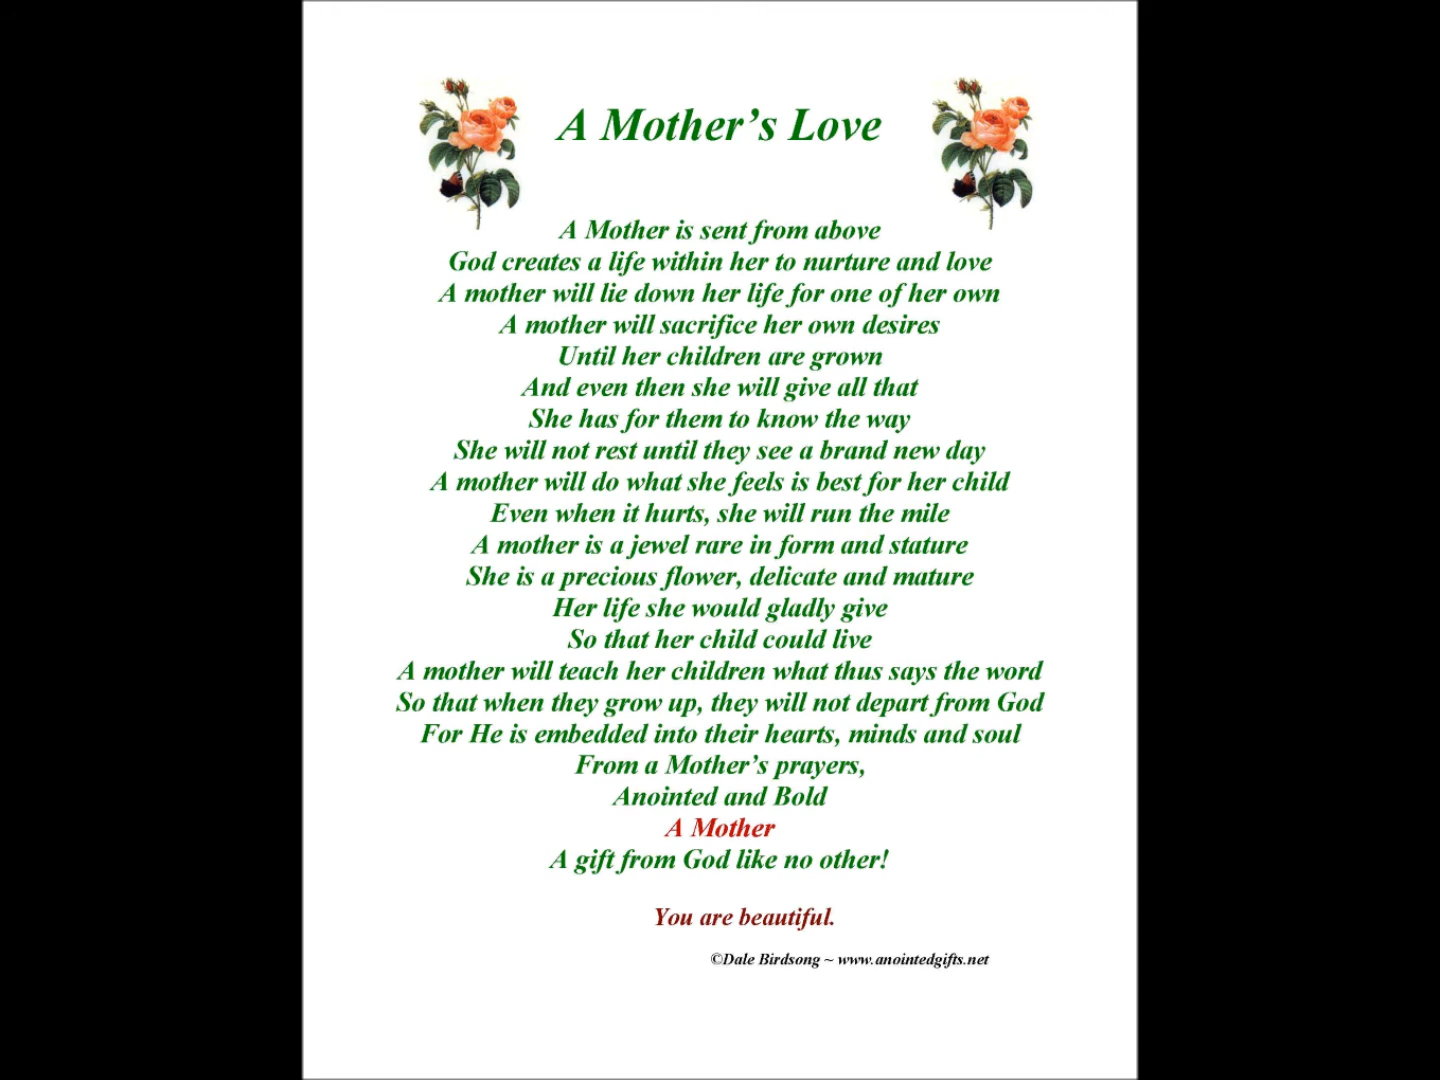 A Mother’s Love
A Mother is sent from above
God creates a life within her to nurture and love
A mother will lie down her life for one of her own
A mother will sacrifice her own desires
Until her children are grown
And even then she will give all that
She has for them to know the way
She will not rest until they see a brand new day
A mother will do what she feels is best for her child
Even when it hurts, she will run the mile
A mother is a jewel rare in form and stature
She is a precious flower, delicate and mature
Her life she would gladly give
So that her child could live
A mother will teach her children what thus says the word
So that when they grow up, they will not depart from God
For He is embedded into their hearts, minds and soul
From a Mother’s prayers,
Anointed and Bold
A Mother
A gift from God like no other!
You are beautiful.
©Dale Birdsong ~ www.anointedgifts.net